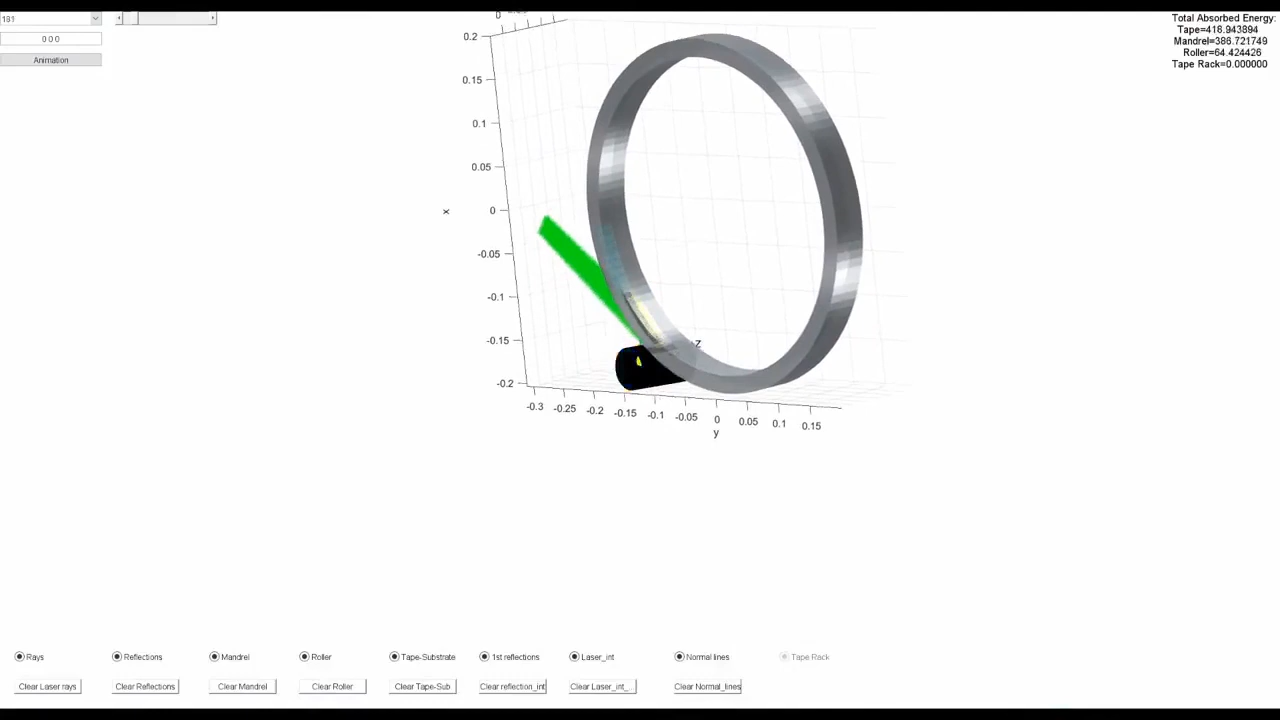 181
0 0 0
Animation
Total Absorbed Energy:
Tape=418.943894
Mandrel=386.721749
Roller=64.424426
Tape Rack=0.000000
0.2
0.15
0.1
0.05
0
-0.05
-0.1
-0.15
-0.2
x
z
-0.3
-0.25
-0.2
-0.15
-0.1
-0.05
0
0.05
0.1
0.15
y
Rays
Reflections
Mandrel
Roller
Tape-Substrate
1st reflections
Laser_int
Normal lines
Tape Rack
Clear Laser rays
Clear Reflections
Clear Mandrel
Clear Roller
Clear Tape-Sub
Clear reflection_int
Clear Laser_int_..
Clear Normal_lines